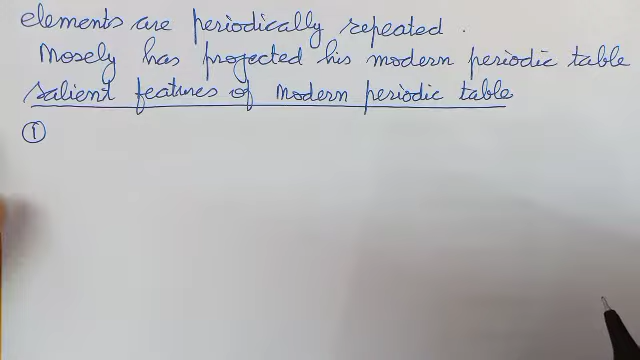 elements are periodically repeated.
Mosely has projected his modern periodic table
salient features of modern periodic table
①